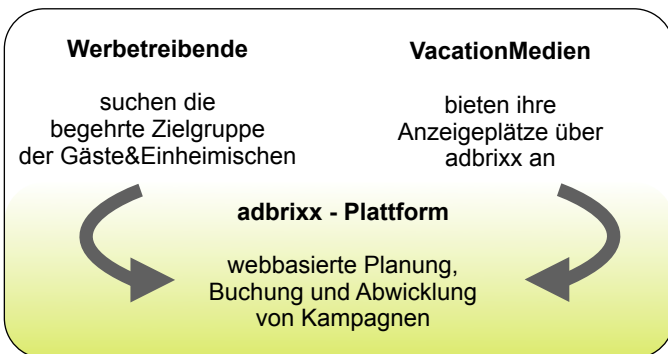 Werbetreibende
suchen die
begehrte Zielgruppe
der Gäste&Einheimischen
VacationMedien
bieten ihre
Anzeigeplätze über
adbrixx an
adbrixx - Plattform
webbasierte Planung,
Buchung und Abwicklung
von Kampagnen